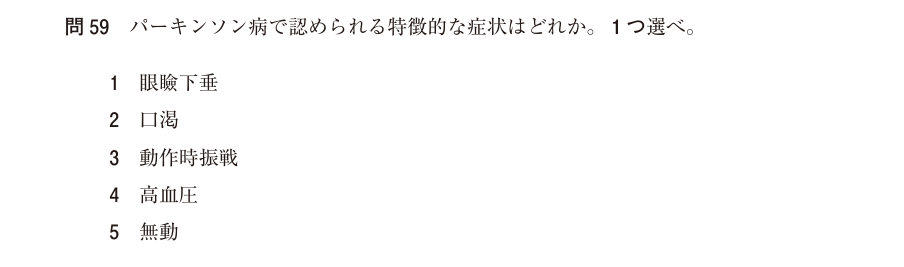 問59 パーキンソン病で認められる特徴的な症状はどれか。1つ選べ。
1 眼瞼下垂
2 口渇
3 動作時振戦
4 高血圧
5 無動